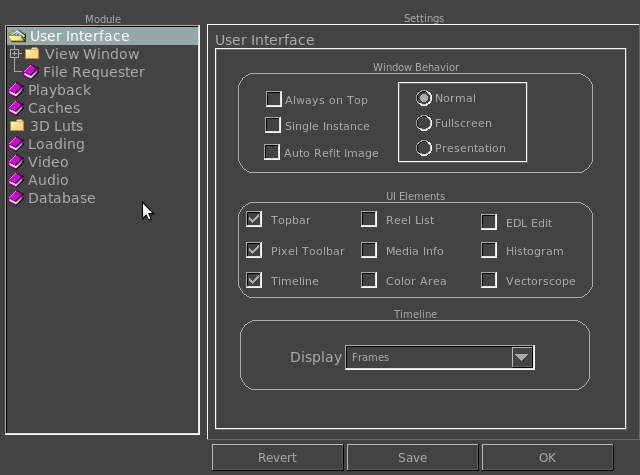 Module
User Interface
View Window
File Requester
Playback
Caches
3D Luts
Loading
Video
Audio
Database
Settings
User Interface
Window Behavior
Always on Top
Single Instance
Auto Refit Image
Normal
Fullscreen
Presentation
UI Elements
Topbar Reel List EDL Edit
Pixel Toolbar Media Info Histogram
Timeline Color Area Vectorscope
Timeline
Display Frames
Revert Save OK